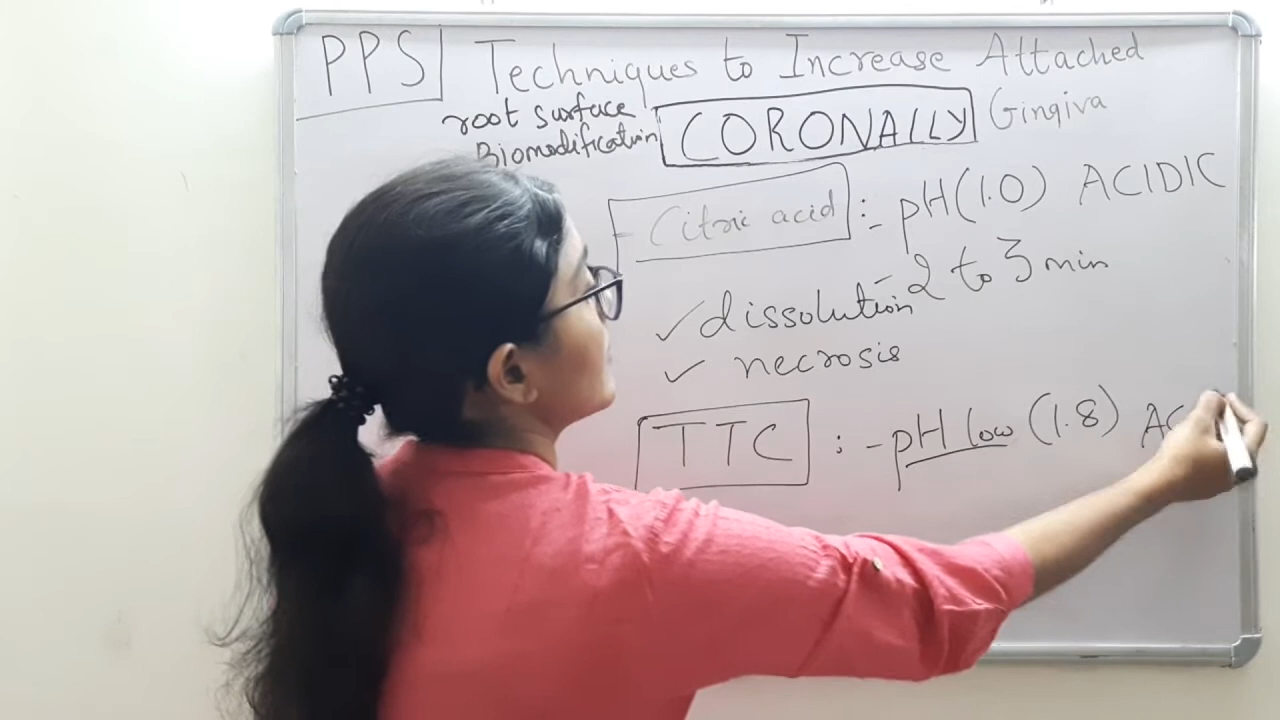 PPS Techniques to Increase Attached
root surface CORONALLY Gingiva
Biomodification
- Citric acid :- pH (1.0) ACIDIC
- 2 to 3 min
✓ dissolution
✓ necrosis
TTC : - pH low (1.8) AC